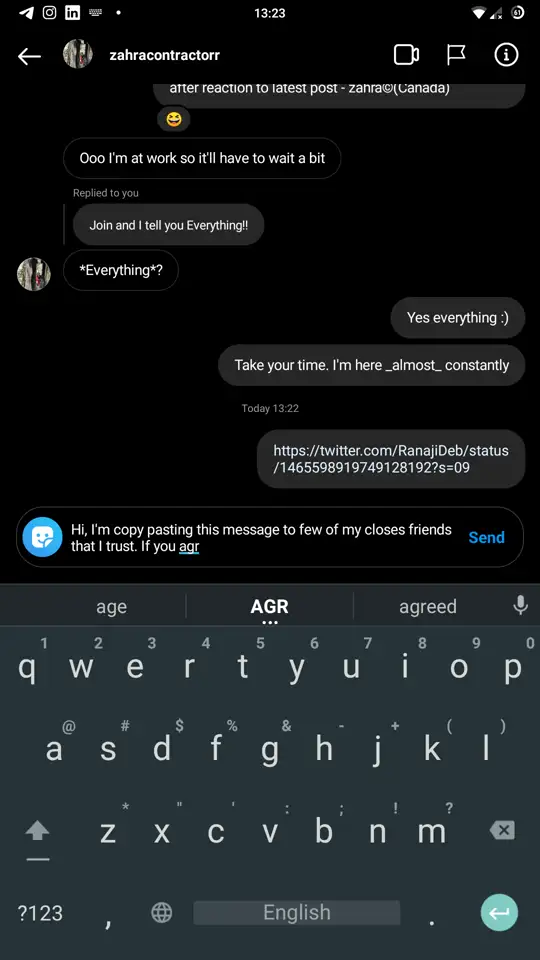 13:23
61
zahracontractorr
after reaction to latest post - zahra©(Canada)
Ooo I'm at work so it'll have to wait a bit
Replied to you
Join and I tell you Everything!!
*Everything*?
Yes everything :)
Take your time. I'm here _almost_ constantly
Today 13:22
https://twitter.com/RanajiDeb/status
/1465598919749128192?s=09
Hi, I'm copy pasting this message to few of my closes friends
that I trust. If you agr
Send
age AGR agreed
1 2 3 4 5 6 7 8 9 0
q w e r t y u i o p
@ # $ % & - + ( )
a s d f g h j k l
* " ' : ; ! ?
z x c v b n m
?123 , English .